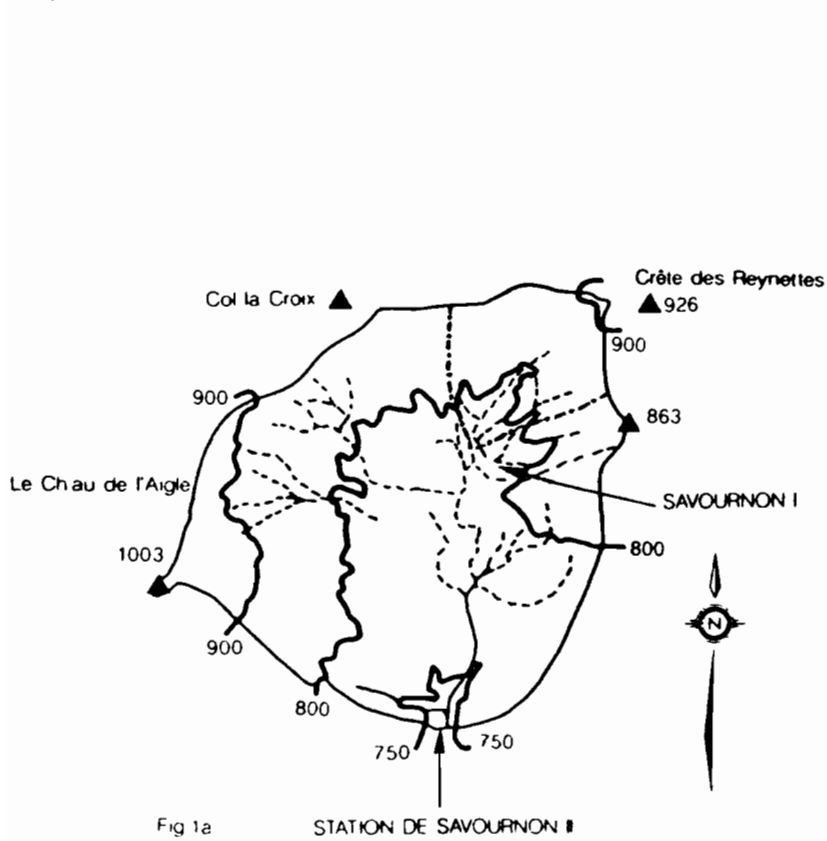 Crête des Reynettes
Col la Croix
926
900
900
863
Le Chau de l'Aigle
SAVOURNON I
1003
800
N
900
800
750
750
Fig 1a
STATION DE SAVOURNON II